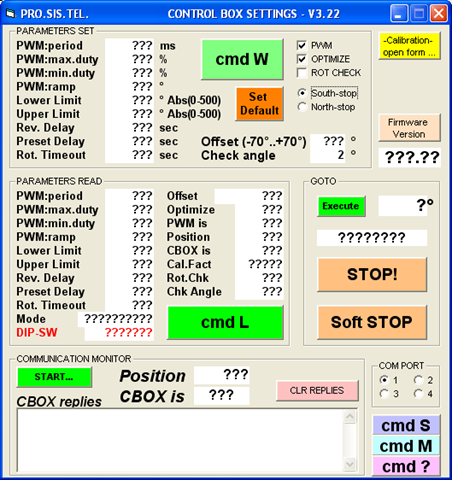 PRO.SIS.TEL. CONTROL BOX SETTINGS - V3.22
PARAMETERS SET
PWM:period ??? ms
PWM:max.duty ??? %
PWM:min.duty ??? %
PWM:ramp ??? °
Lower Limit ??? ° Abs(0-500)
Upper Limit ??? ° Abs(0-500)
Rev. Delay ??? sec
Preset Delay ??? sec
Rot. Timeout ??? sec
cmd W
PWM
OPTIMIZE
ROT CHECK
Set
Default
South-stop
North-stop
Offset (-70°..+70°) ??? °
Check angle 2 °
-Calibration-
open form ...
Firmware
Version
???.??
PARAMETERS READ
PWM:period ???
PWM:max.duty ???
PWM:min.duty ???
PWM:ramp ???
Lower Limit ???
Upper Limit ???
Rev. Delay ???
Preset Delay ???
Rot. Timeout ???
Mode ??????????
DIP-SW ???????
Offset ???
Optimize ???
PWM is ???
Position ???
CBOX is ???
Cal.Fact ?????
Rot.Chk ???
Chk Angle ???
cmd L
GOTO
Execute ?°
????????
STOP!
Soft STOP
COMMUNICATION MONITOR
START...
Position ???
CBOX is ???
CBOX replies
CLR REPLIES
COM PORT
1 2
3 4
cmd S
cmd M
cmd ?